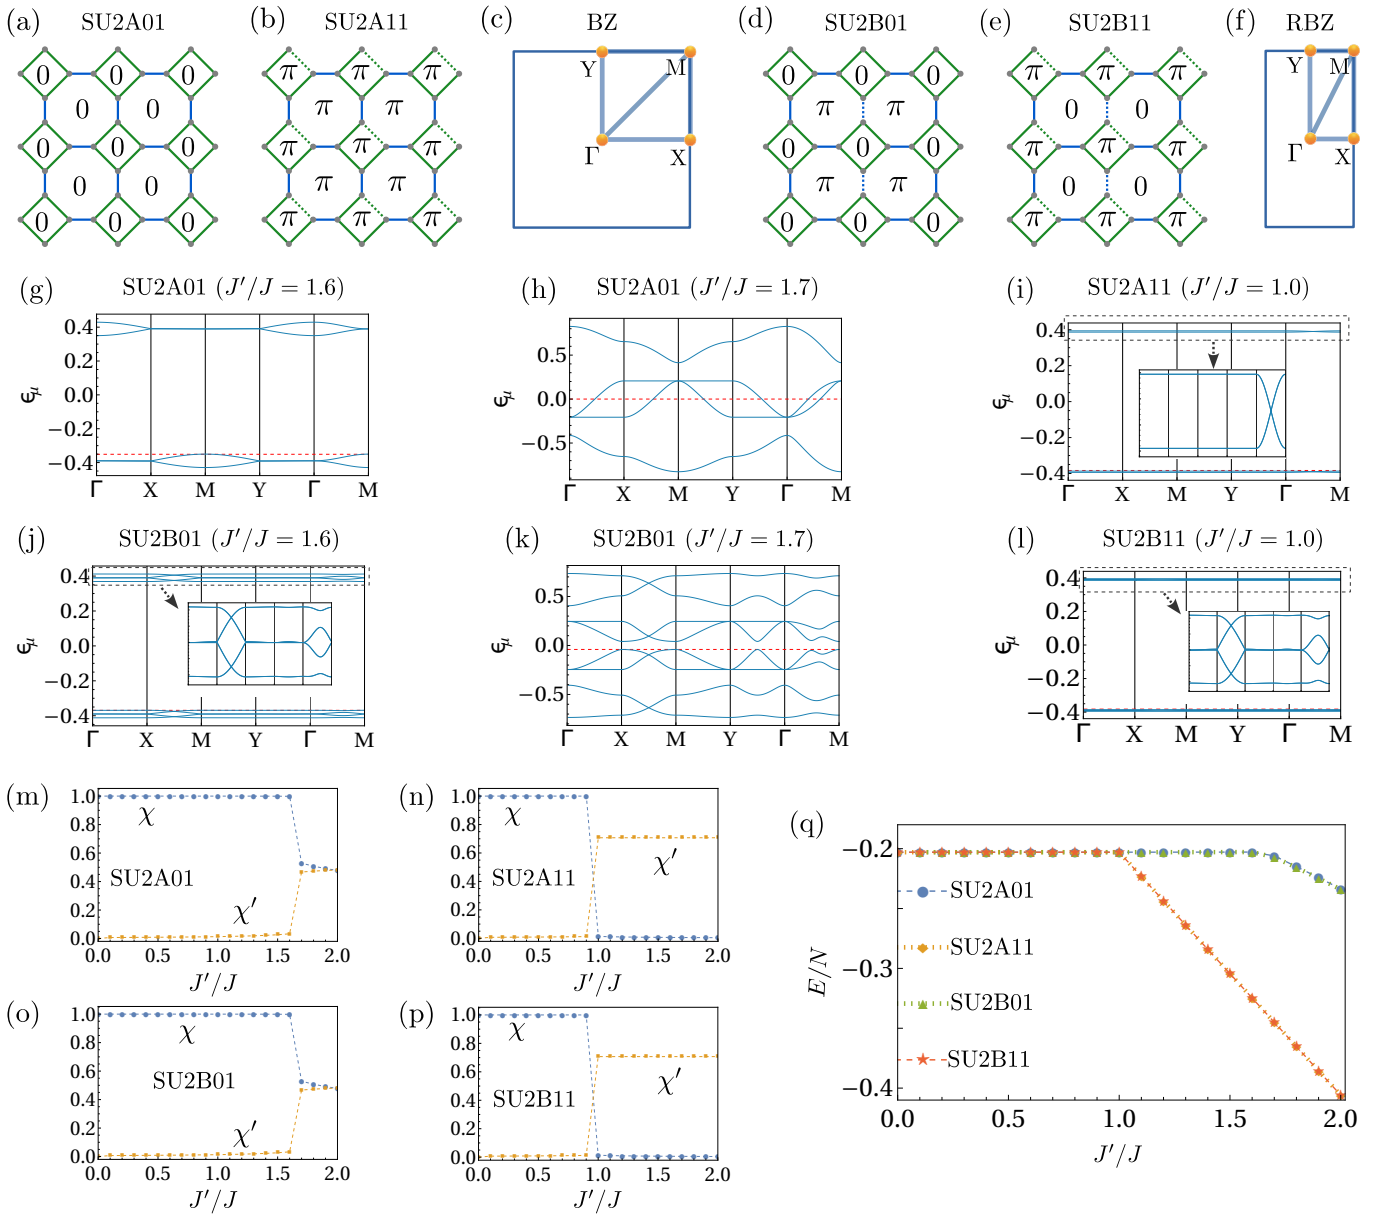 (a) SU2A01
0 0 0
0 0
0 0 0
0 0
0 0 0
(b) SU2A11
π π π
π π
π π π
π π
π π π
(c) BZ
Y M
Γ X
(d) SU2B01
0 0 0
π π
0 0 0
π π
0 0 0
(e) SU2B11
π π π
0 0
π π π
0 0
π π π
(f) RBZ
Y M
Γ X
(g) SU2A01 (J′/J = 1.6)
0.4
0.2
0.0
−0.2
−0.4
ϵμ
Γ X M Y Γ M
(h) SU2A01 (J′/J = 1.7)
0.5
0.0
−0.5
ϵμ
Γ X M Y Γ M
(i) SU2A11 (J′/J = 1.0)
0.4
0.2
0.0
−0.2
−0.4
ϵμ
Γ X M Y Γ M
(j) SU2B01 (J′/J = 1.6)
0.4
0.2
0.0
−0.2
−0.4
ϵμ
Γ X M Y Γ M
(k) SU2B01 (J′/J = 1.7)
0.5
0.0
−0.5
ϵμ
Γ X M Y Γ M
(l) SU2B11 (J′/J = 1.0)
0.4
0.2
0.0
−0.2
−0.4
ϵμ
Γ X M Y Γ M
(m)
1.0
0.8
0.6
0.4
0.2
0.0
χ
SU2A01
χ′
0.0 0.5 1.0 1.5 2.0
J′/J
(n)
1.0
0.8
0.6
0.4
0.2
0.0
χ
χ′
SU2A11
0.0 0.5 1.0 1.5 2.0
J′/J
(o)
1.0
0.8
0.6
0.4
0.2
0.0
χ
SU2B01
χ′
0.0 0.5 1.0 1.5 2.0
J′/J
(p)
1.0
0.8
0.6
0.4
0.2
0.0
χ
χ′
SU2B11
0.0 0.5 1.0 1.5 2.0
J′/J
(q)
−0.2
−0.3
−0.4
E/N
SU2A01
SU2A11
SU2B01
SU2B11
0.0 0.5 1.0 1.5 2.0
J′/J